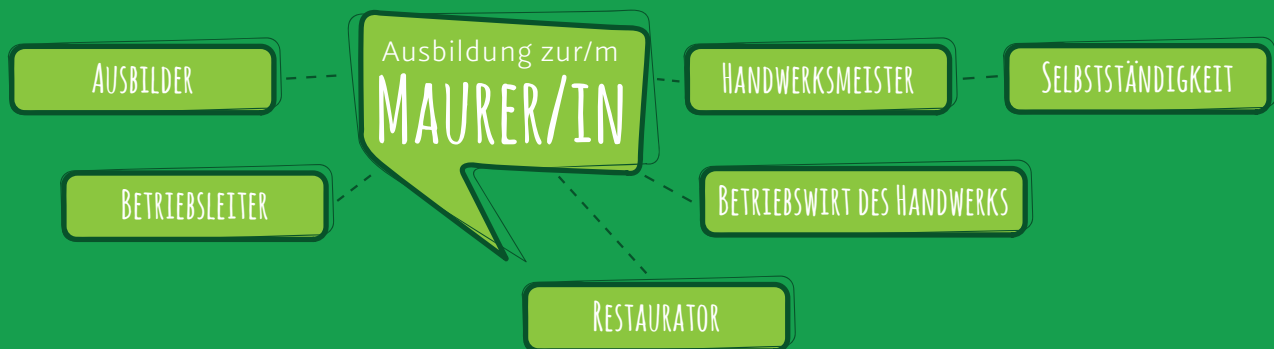 Ausbildung zur/m
MAURER/IN
AUSBILDER
HANDWERKSMEISTER
SELBSTSTÄNDIGKEIT
BETRIEBSLEITER
BETRIEBSWIRT DES HANDWERKS
RESTAURATOR